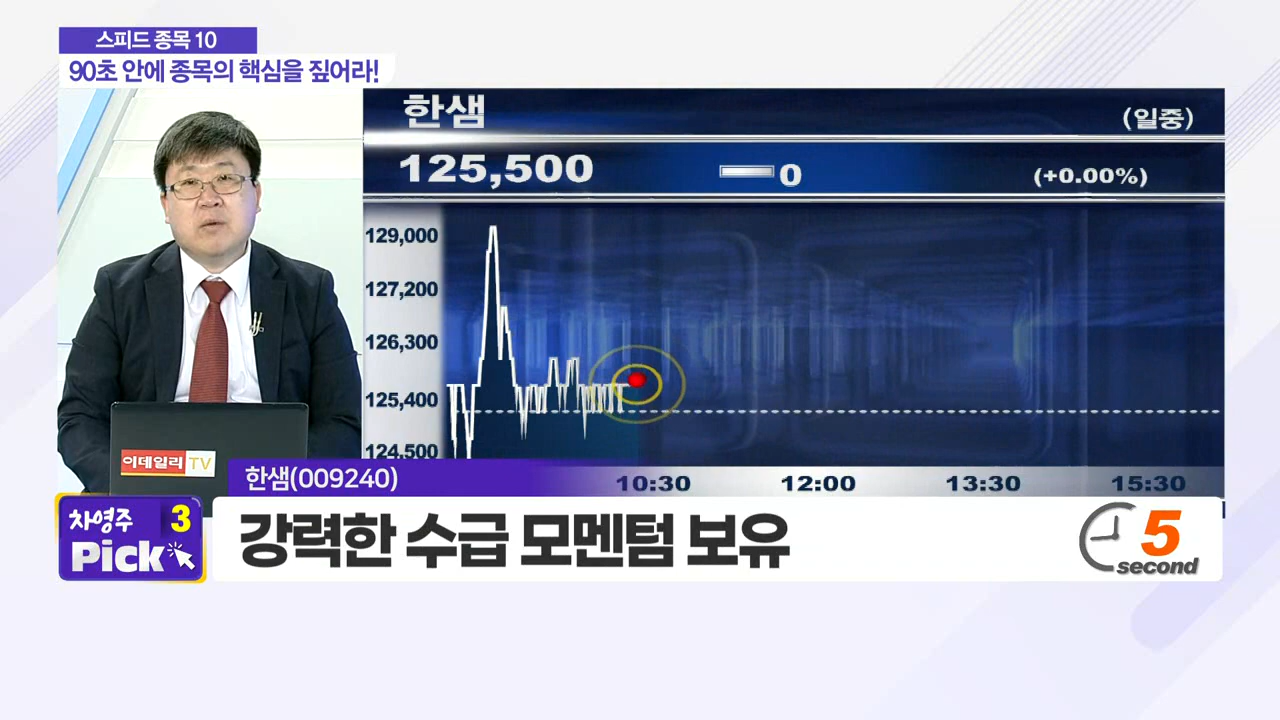 스피드 종목 10
90초 안에 종목의 핵심을 짚어라!
한샘
(일중)
125,500
0
(+0.00%)
129,000
127,200
126,300
125,400
124,500
10:30
12:00
13:30
15:30
이데일리 TV
한샘(009240)
차영주 3
Pick
강력한 수급 모멘텀 보유
5
second